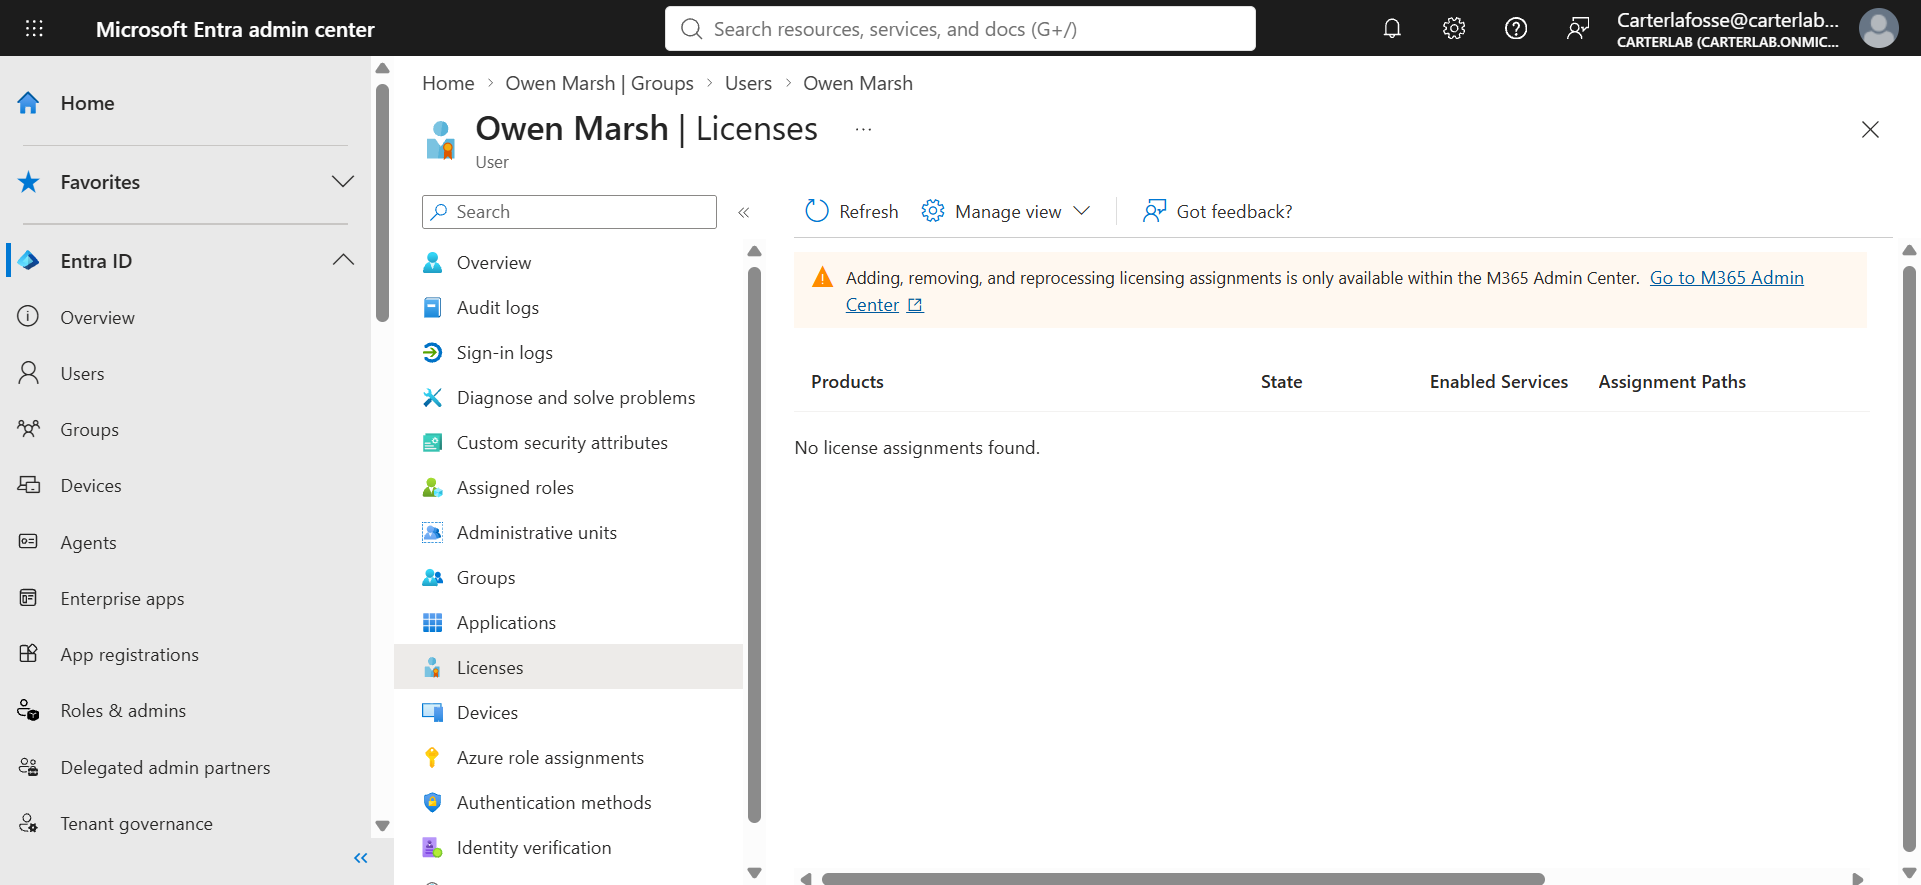 Microsoft Entra admin center
Search resources, services, and docs (G+/)
Carterlafosse@carterlab...
CARTERLAB (CARTERLAB.ONMIC...
Home
Favorites
Entra ID
Overview
Users
Groups
Devices
Agents
Enterprise apps
App registrations
Roles & admins
Delegated admin partners
Tenant governance
Home > Owen Marsh | Groups > Users > Owen Marsh
Owen Marsh | Licenses ...
User
Search
Overview
Audit logs
Sign-in logs
Diagnose and solve problems
Custom security attributes
Assigned roles
Administrative units
Groups
Applications
Licenses
Devices
Azure role assignments
Authentication methods
Identity verification
Refresh Manage view Got feedback?
Adding, removing, and reprocessing licensing assignments is only available within the M365 Admin Center. Go to M365 Admin
Center
Products State Enabled Services Assignment Paths
No license assignments found.